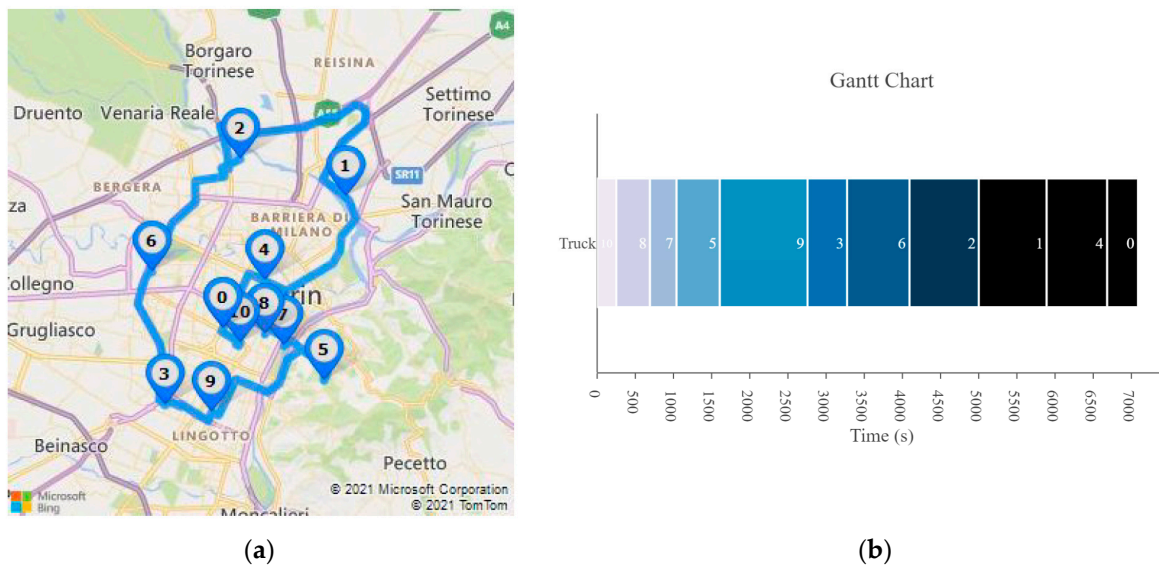 Borgaro
Torinese
REISINA
A4
Settimo
Torinese
Druento
Venaria Reale
2
1
SR11
BERGERA
San Mauro
Torinese
BARRIERA DI
MILANO
6
4
Collegno
0
10
8
7
Grugliasco
5
3
9
LINGOTTO
Beinasco
Pecetto
Microsoft
Bing
© 2021 Microsoft Corporation
© 2021 TomTom
Moncalieri
(a)
Gantt Chart
Truck
10 8 7 5 9 3 6 2 1 4 0
0 500 1000 1500 2000 2500 3000 3500 4000 4500 5000 5500 6000 6500 7000
Time (s)
(b)